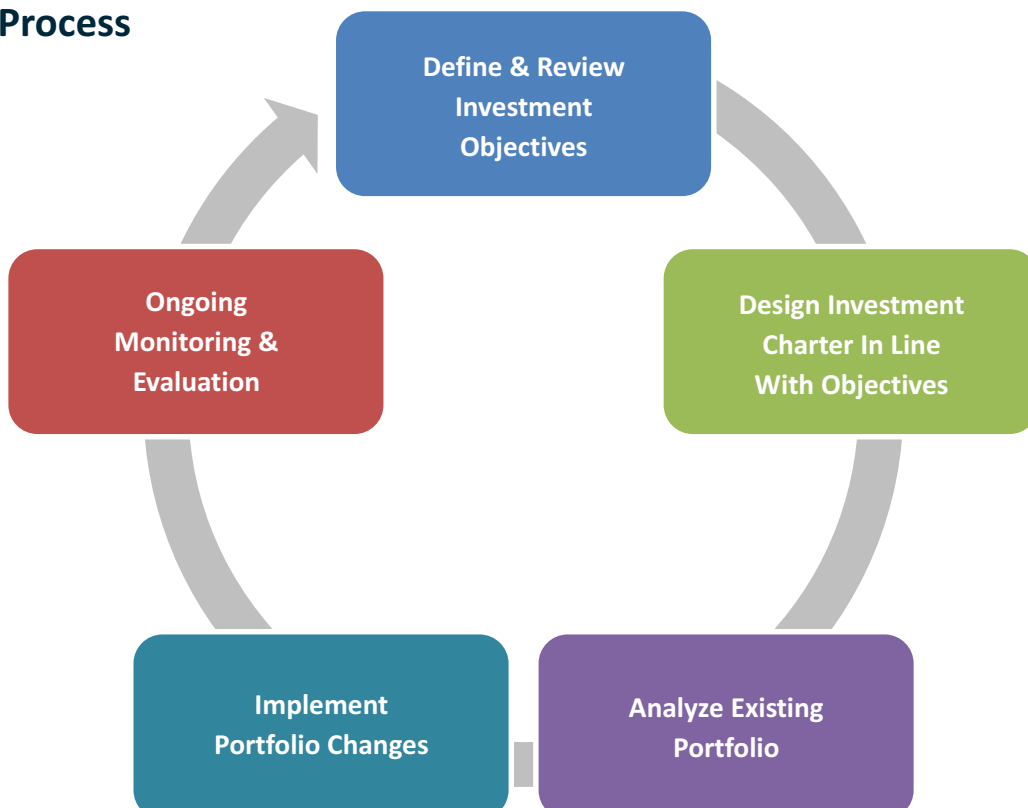 Process
Define & Review
Investment
Objectives
Design Investment
Charter In Line
With Objectives
Analyze Existing
Portfolio
Implement
Portfolio Changes
Ongoing
Monitoring &
Evaluation